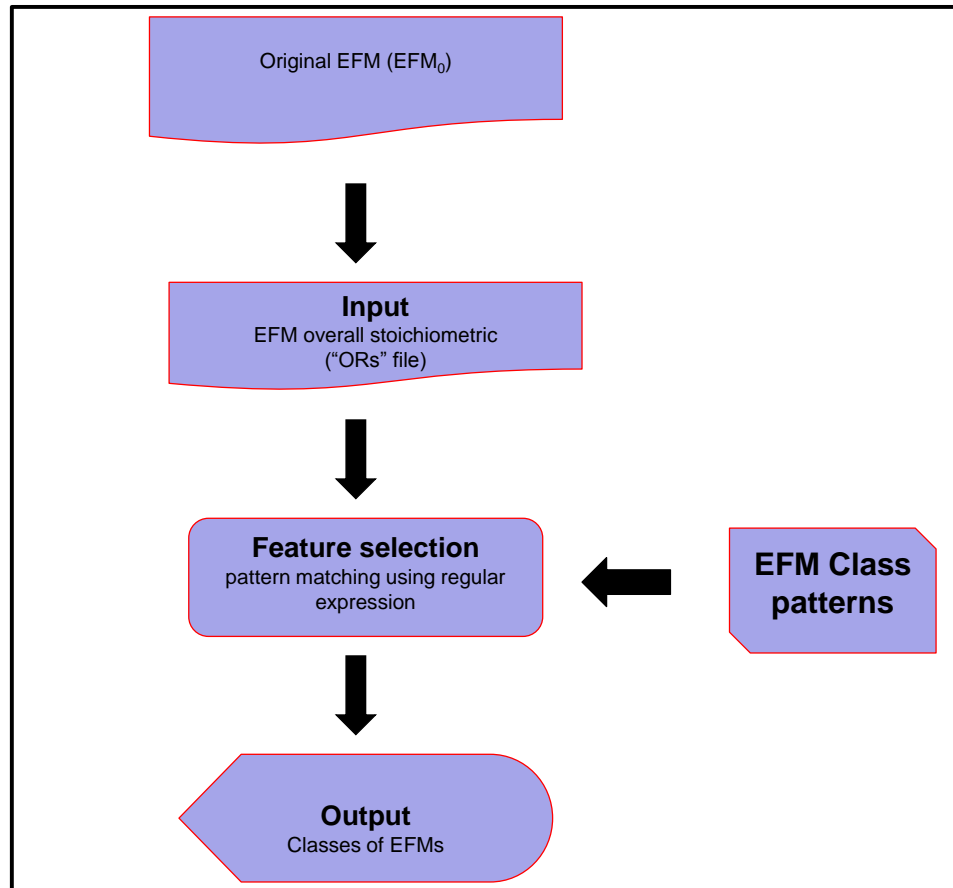 Original EFM (EFM₀)
Input
EFM overall stoichiometric
(“ORs” file)
Feature selection
pattern matching using regular
expression
EFM Class
patterns
Output
Classes of EFMs